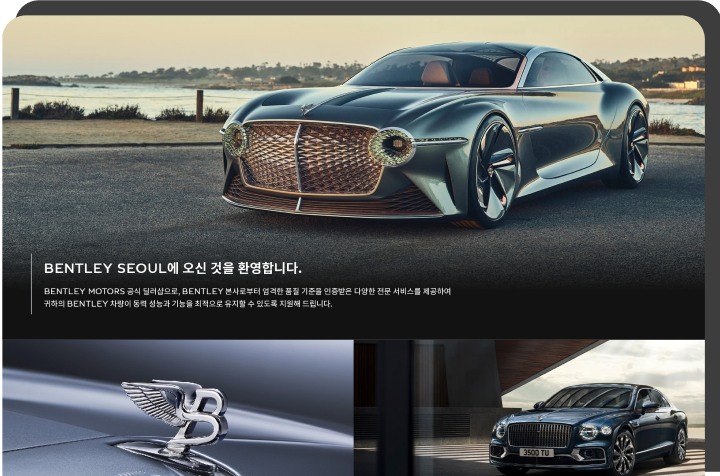 BENTLEY SEOUL에 오신 것을 환영합니다.
BENTLEY MOTORS 공식 딜러샵으로, BENTLEY 본사로부터 엄격한 품질 기준을 인증받은 다양한 전문 서비스를 제공하여
귀하의 BENTLEY 차량이 동력 성능과 기능을 최적으로 유지할 수 있도록 지원해 드립니다.
B
3500 TU